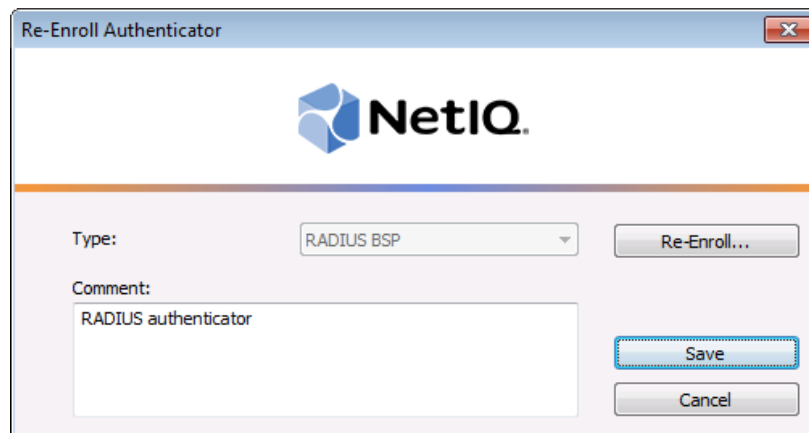 Re-Enroll Authenticator
NetIQ.
Type:
RADIUS BSP
Re-Enroll...
Comment:
RADIUS authenticator
Save
Cancel